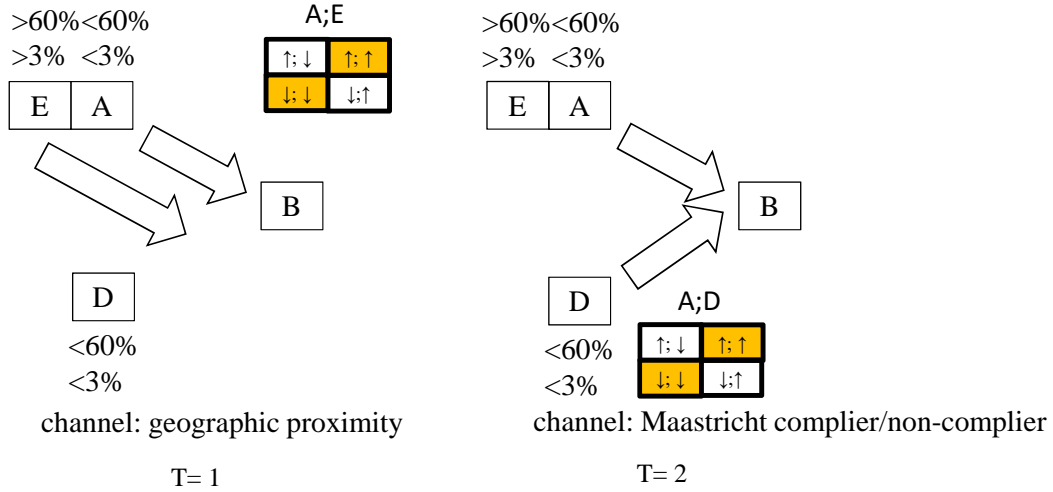 >60%<60%
>3% <3%
E A
A;E
↑; ↓ ↑; ↑
↓; ↓ ↓;↑
B
D
<60%
<3%
channel: geographic proximity
T= 1
>60%<60%
>3% <3%
E A
B
D
A;D
↑; ↓ ↑; ↑
↓; ↓ ↓;↑
<60%
<3%
channel: Maastricht complier/non-complier
T= 2